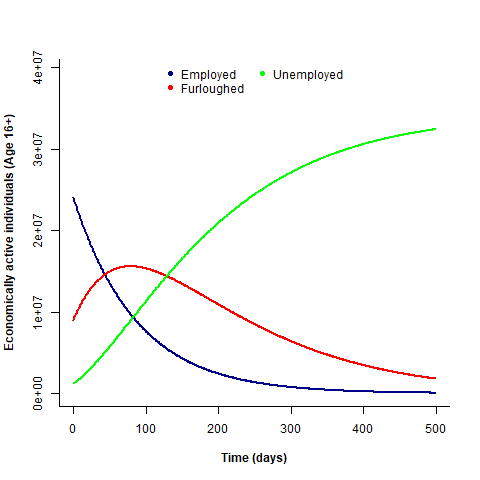 Employed Unemployed
Furloughed
Economically active individuals (Age 16+)
4e+07
3e+07
2e+07
1e+07
0e+00
0 100 200 300 400 500
Time (days)